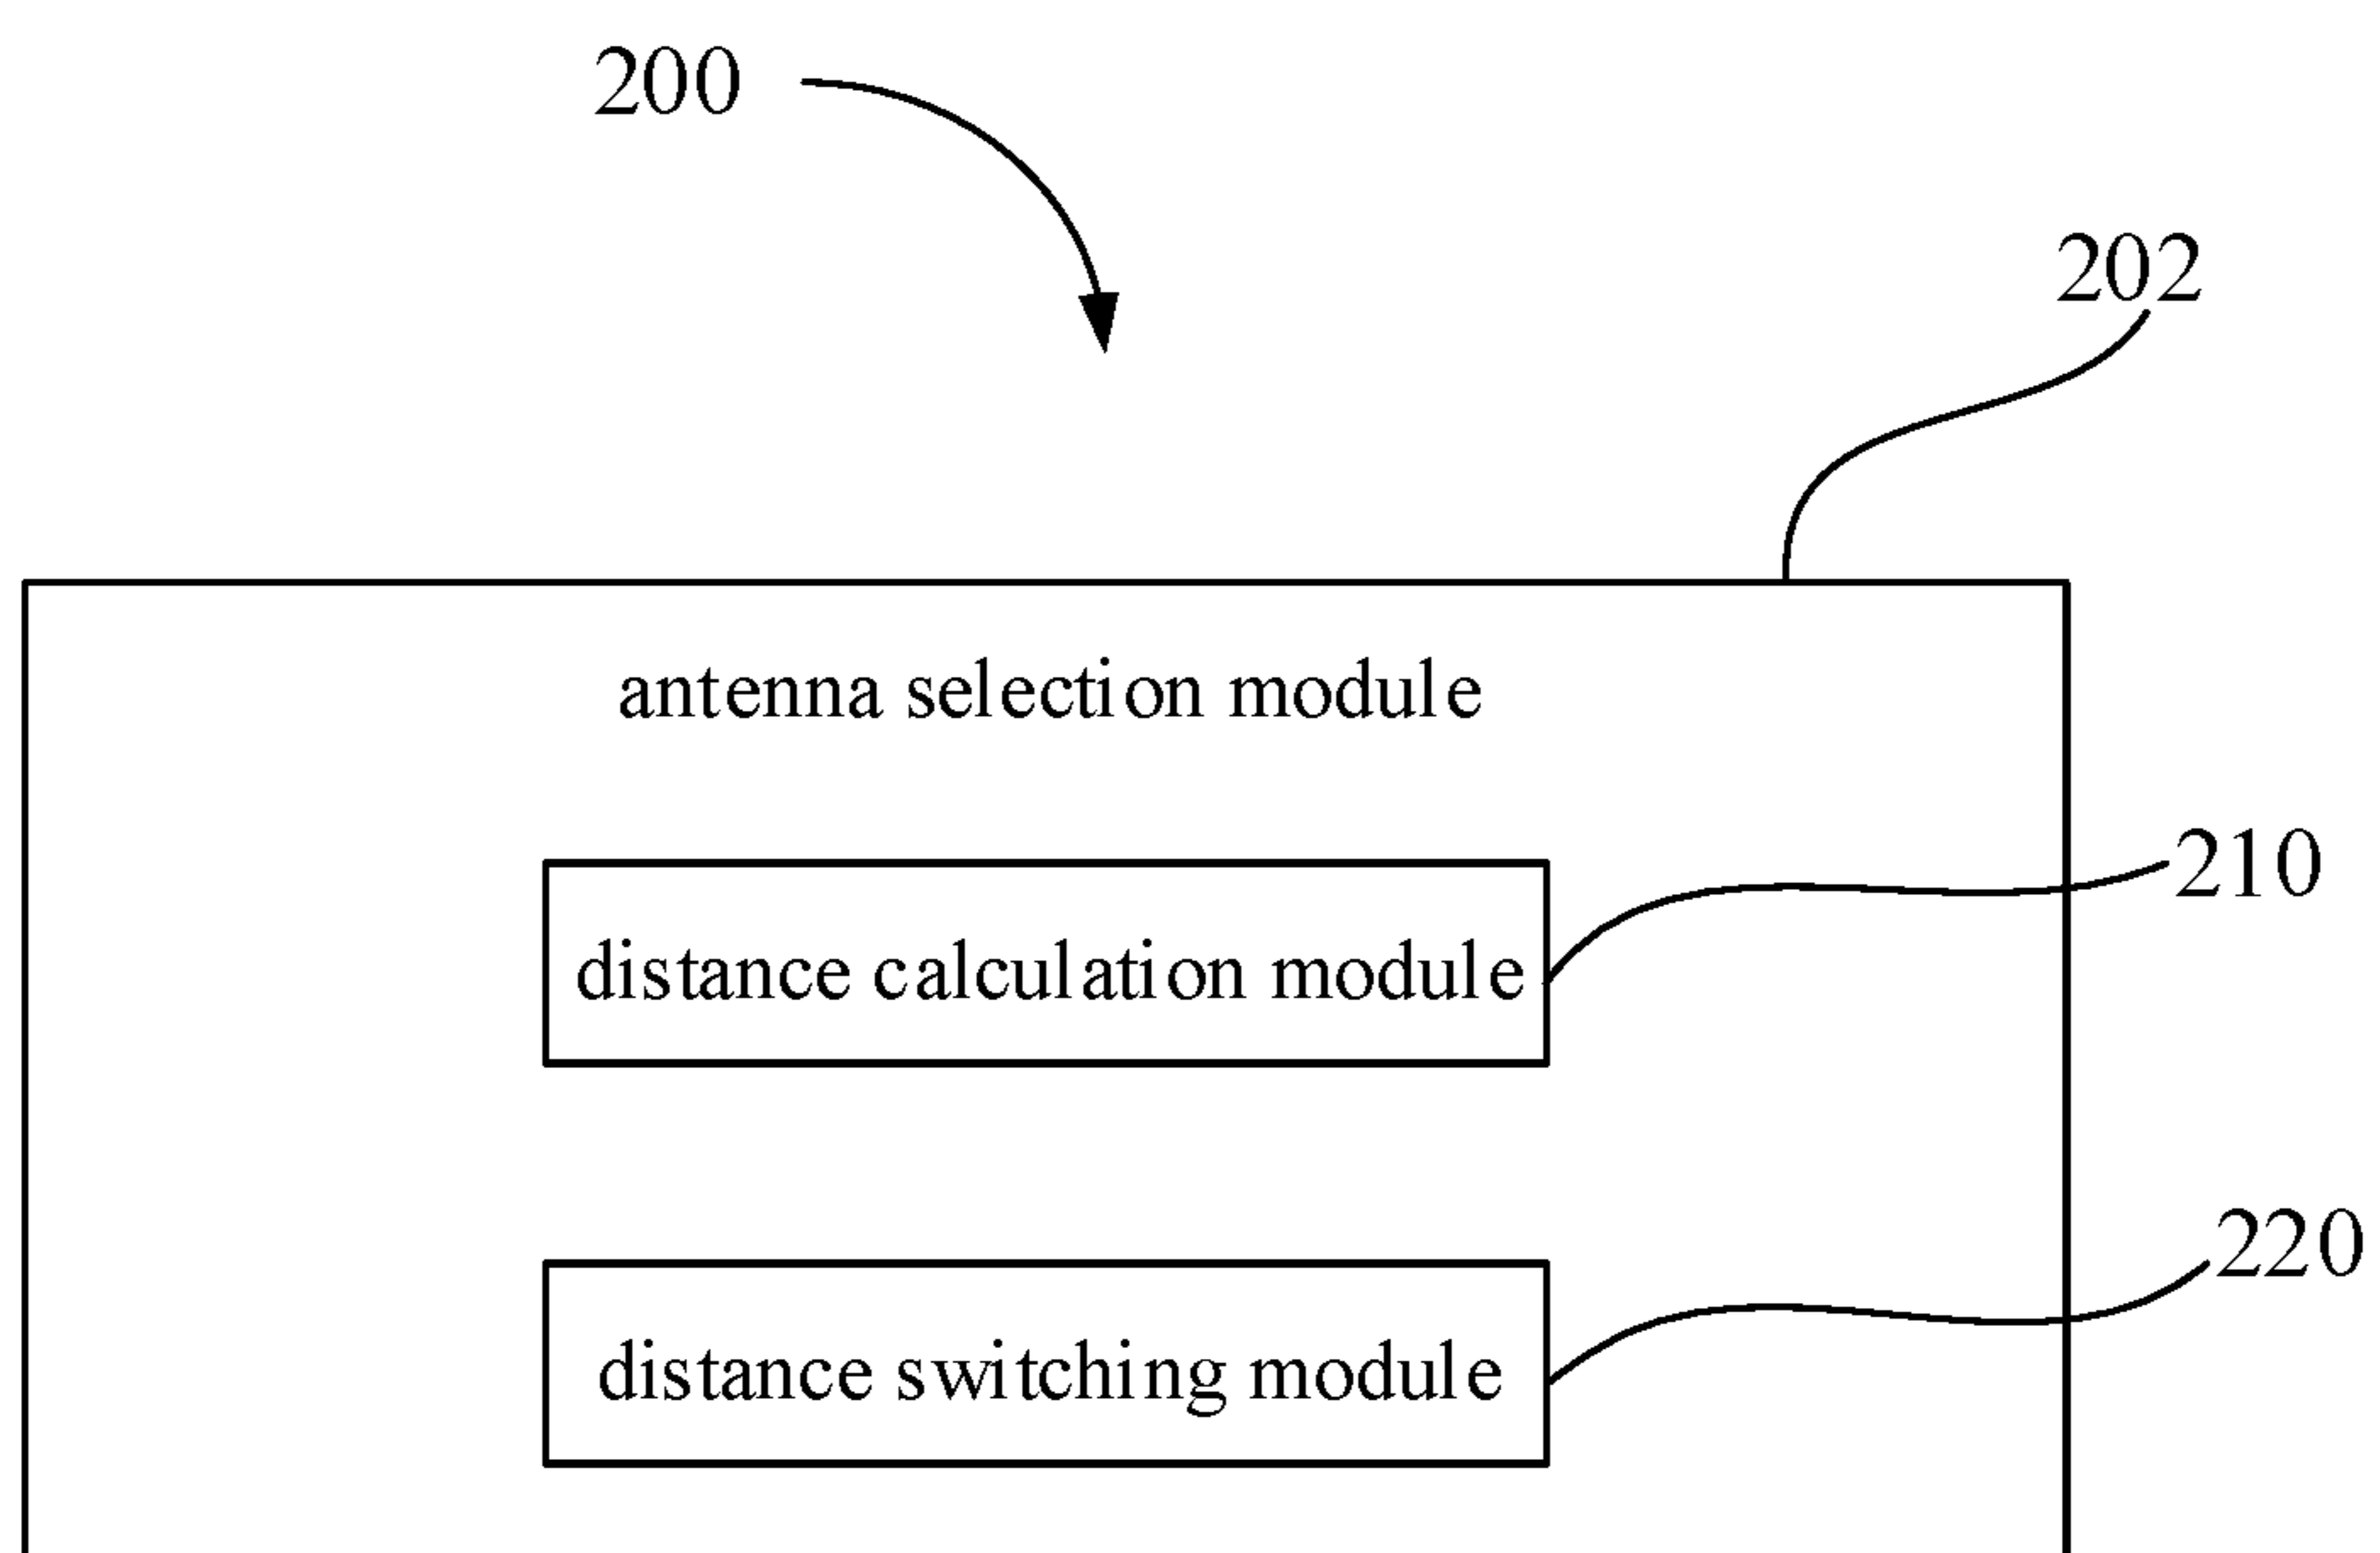 200
202
antenna selection module
210
distance calculation module
220
distance switching module